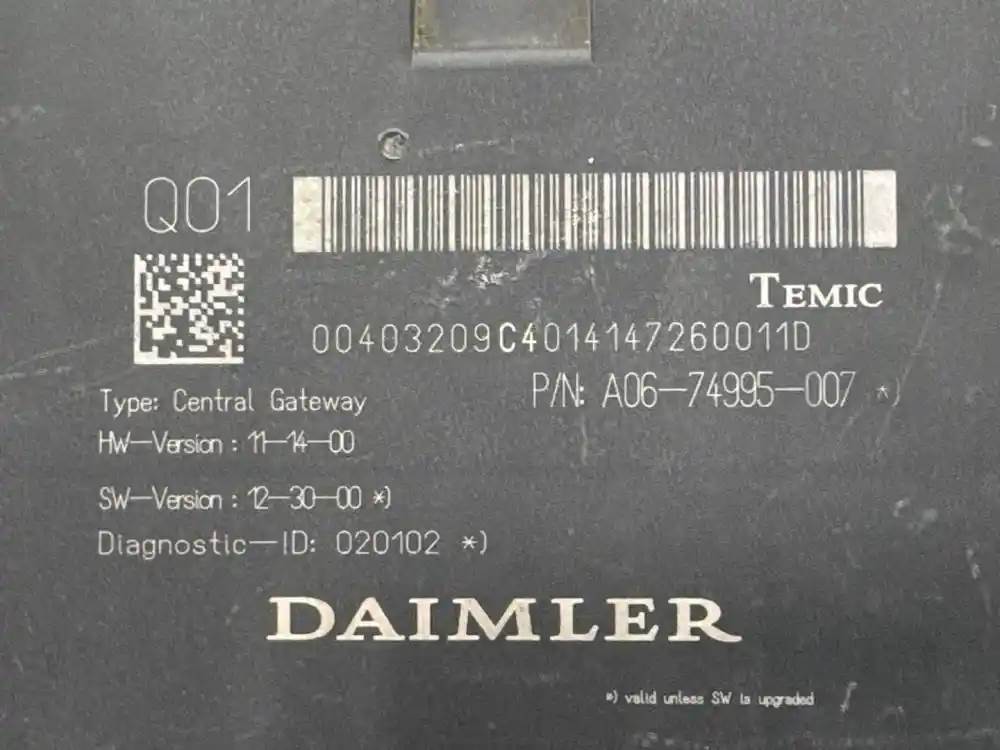 Q01
TEMIC
00403209C4014147260011D
P/N: A06-74995-007 *)
Type: Central Gateway
HW-Version : 11-14-00
SW-Version : 12-30-00 *)
Diagnostic-ID: 020102 *)
DAIMLER
*) valid unless SW is upgraded